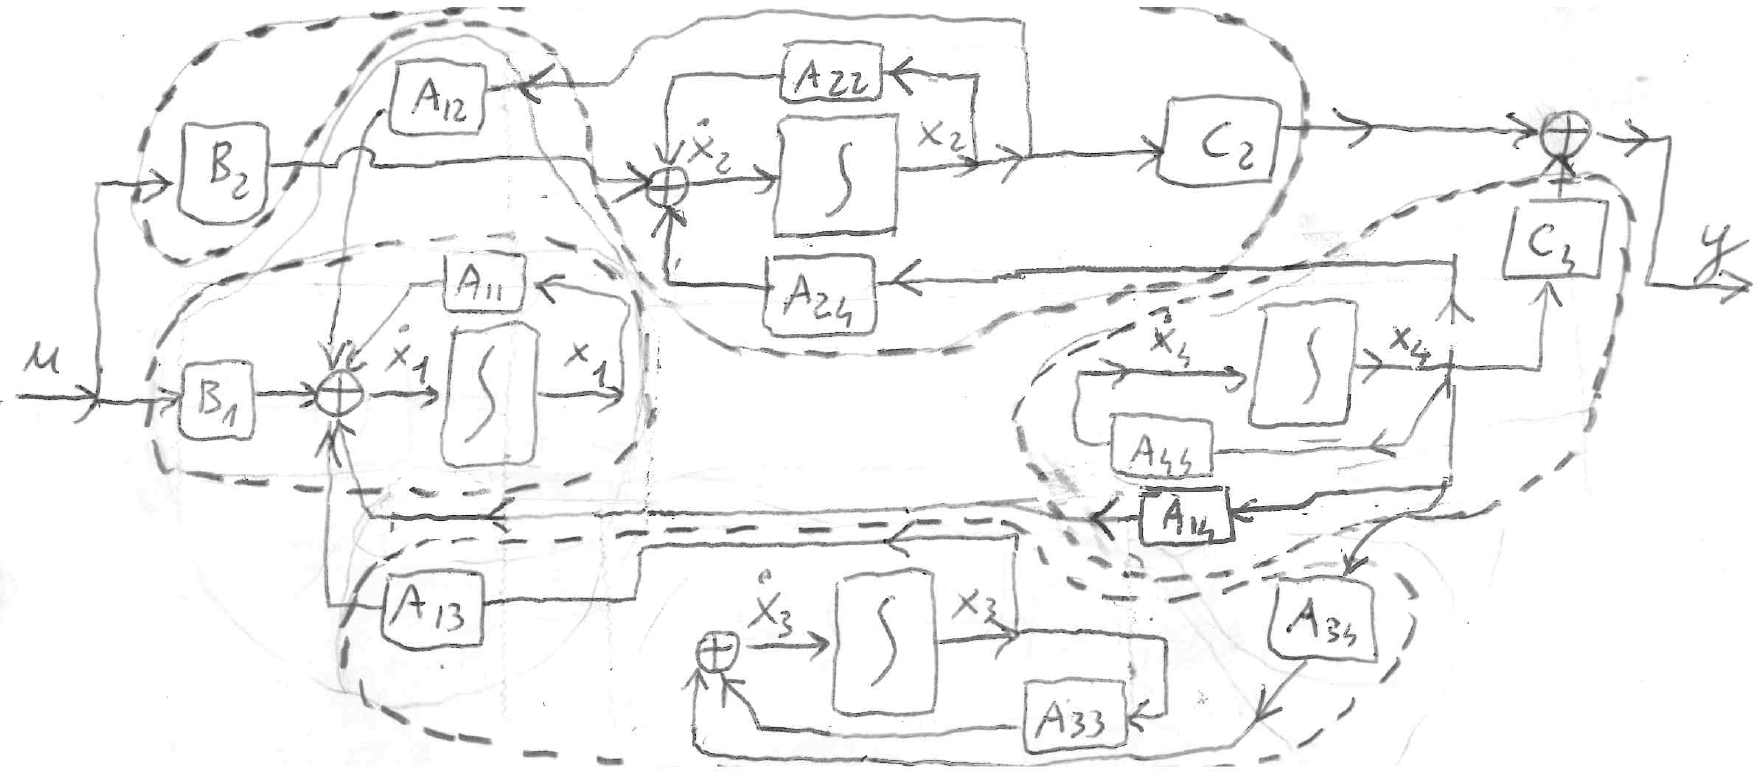 A22
A12
ẋ2
x2
B2
∫
C2
C4
y
A24
A11
u
ẋ1
x1
B1
∫
ẋ4
x4
∫
A44
A14
A13
ẋ3
x3
∫
A34
A33